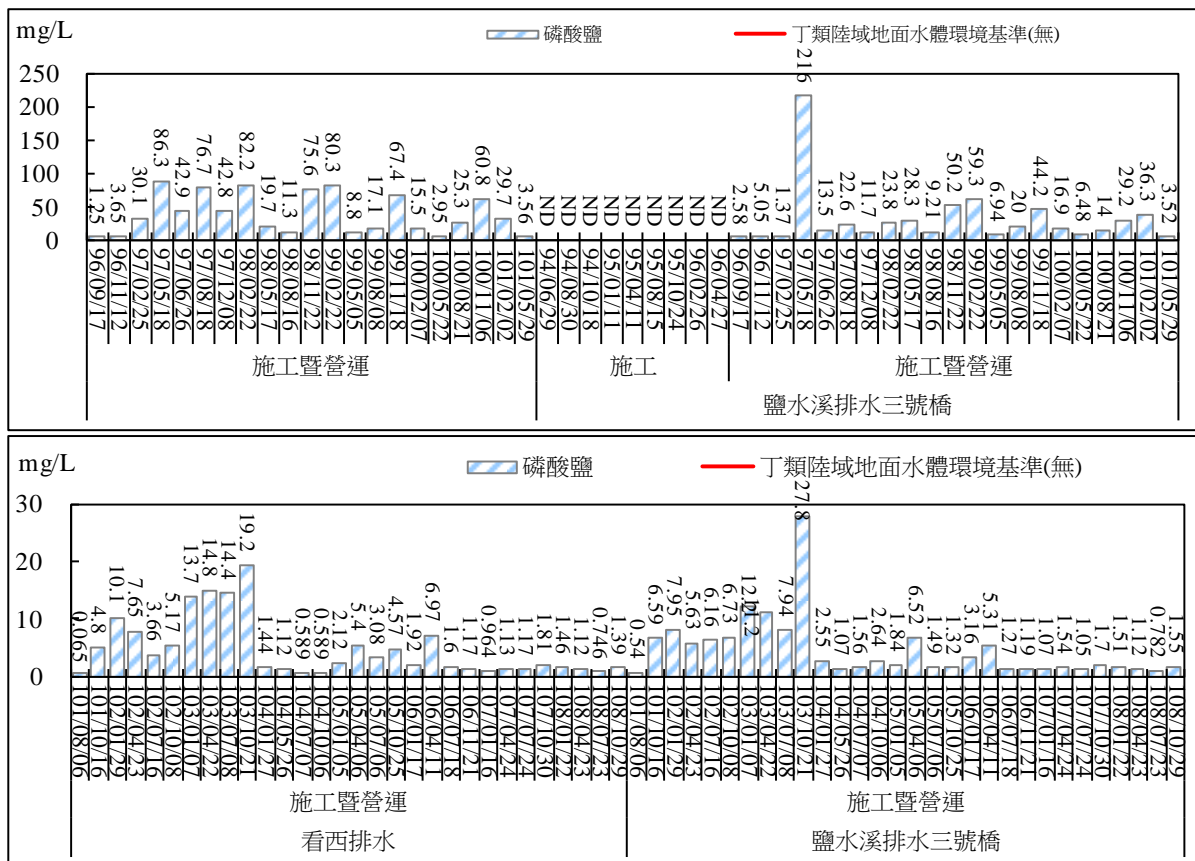 mg/L
磷酸鹽
丁類陸域地面水體環境基準(無)
250
200
150
100
50
0
1.25 3.65 30.1 86.3 42.9 76.7 42.8 82.2 19.7 11.3 75.6 80.3 8.8 17.1 67.4 15.5 2.95 25.3 60.8 29.7 3.56 ND ND ND ND ND ND ND ND ND 2.58 5.05 1.37 216 13.5 22.6 11.7 23.8 28.3 9.21 50.2 59.3 6.94 20 44.2 16.9 6.48 14 29.2 36.3 3.52
96/09/17 96/11/12 97/02/25 97/05/18 97/06/26 97/08/18 97/12/08 98/02/22 98/05/17 98/08/16 98/11/22 99/02/22 99/05/05 99/08/08 99/11/18 100/02/07 100/05/22 100/08/21 100/11/06 101/02/02 101/05/29 94/06/29 94/08/30 94/10/18 95/01/11 95/04/11 95/08/15 95/10/24 96/02/26 96/04/27 96/09/17 96/11/12 97/02/25 97/05/18 97/06/26 97/08/18 97/12/08 98/02/22 98/05/17 98/08/16 98/11/22 99/02/22 99/05/05 99/08/08 99/11/18 100/02/07 100/05/22 100/08/21 100/11/06 101/02/02 101/05/29
施工暨營運 施工 施工暨營運
鹽水溪排水三號橋
mg/L
磷酸鹽
丁類陸域地面水體環境基準(無)
30
20
10
0
0.065 4.8 10.1 7.65 3.66 5.17 13.7 14.8 14.4 19.2 1.44 1.12 0.589 0.589 2.12 5.4 3.08 4.57 1.92 6.97 1.6 1.17 0.964 1.13 1.17 1.81 1.46 1.12 0.746 1.39 0.54 6.59 7.95 5.63 6.16 6.73 12.1 11.2 7.94 27.8 2.55 1.07 1.56 2.64 1.84 6.52 1.49 1.32 3.16 5.31 1.27 1.19 1.07 1.54 1.05 1.7 1.51 1.12 0.782 1.55
101/08/06 101/10/16 102/01/29 102/04/23 102/07/16 102/10/08 103/01/07 103/04/22 103/07/08 103/10/21 104/01/27 104/05/26 104/07/07 104/10/06 105/01/05 105/04/06 105/07/06 105/10/25 106/01/17 106/04/11 106/07/18 106/11/21 107/01/16 107/04/24 107/07/24 107/10/30 108/01/22 108/04/23 108/07/23 108/10/29 101/08/06 101/10/16 102/01/29 102/04/23 102/07/16 102/10/08 103/01/07 103/04/22 103/07/08 103/10/21 104/01/27 104/05/26 104/07/07 104/10/06 105/01/05 105/04/06 105/07/06 105/10/25 106/01/17 106/04/11 106/07/18 106/11/21 107/01/16 107/04/24 107/07/24 107/10/30 108/01/22 108/04/23 108/07/23 108/10/29
施工暨營運 施工暨營運
看西排水 鹽水溪排水三號橋